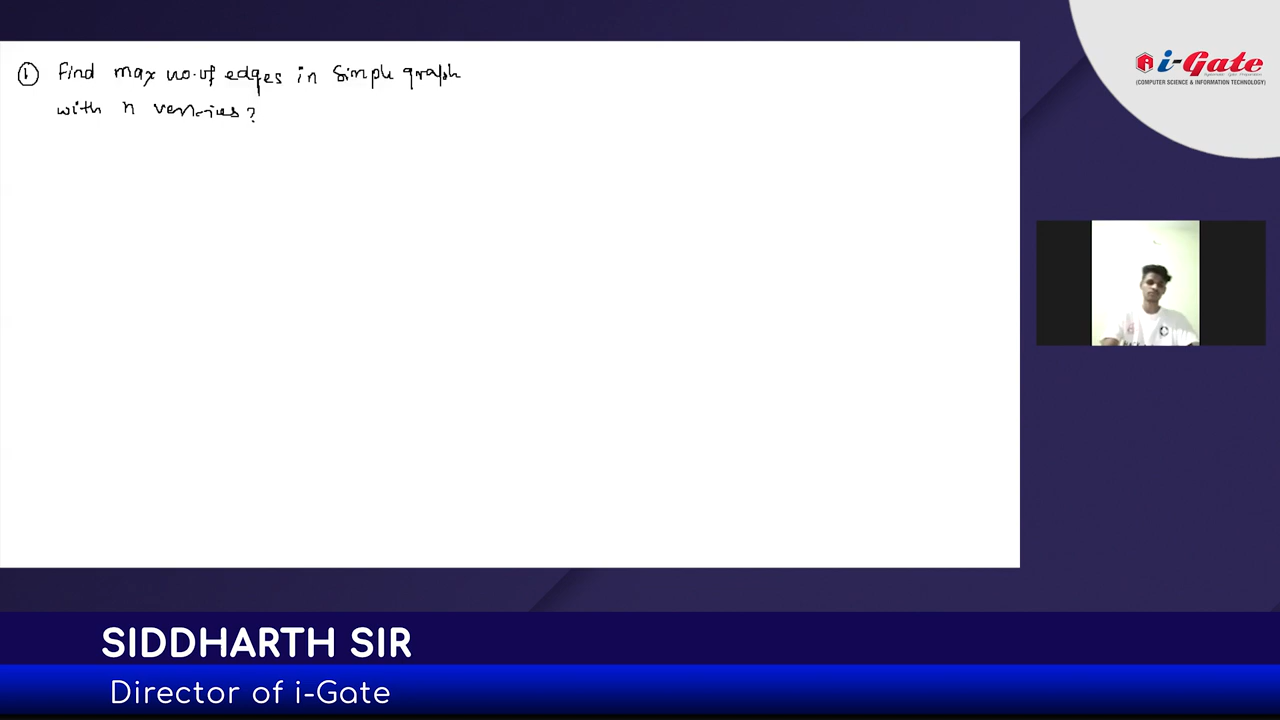 ① Find max no. of edges in simple graph
with n vertices?
i-Gate
(COMPUTER SCIENCE & INFORMATION TECHNOLOGY)
SIDDHARTH SIR
Director of i-Gate